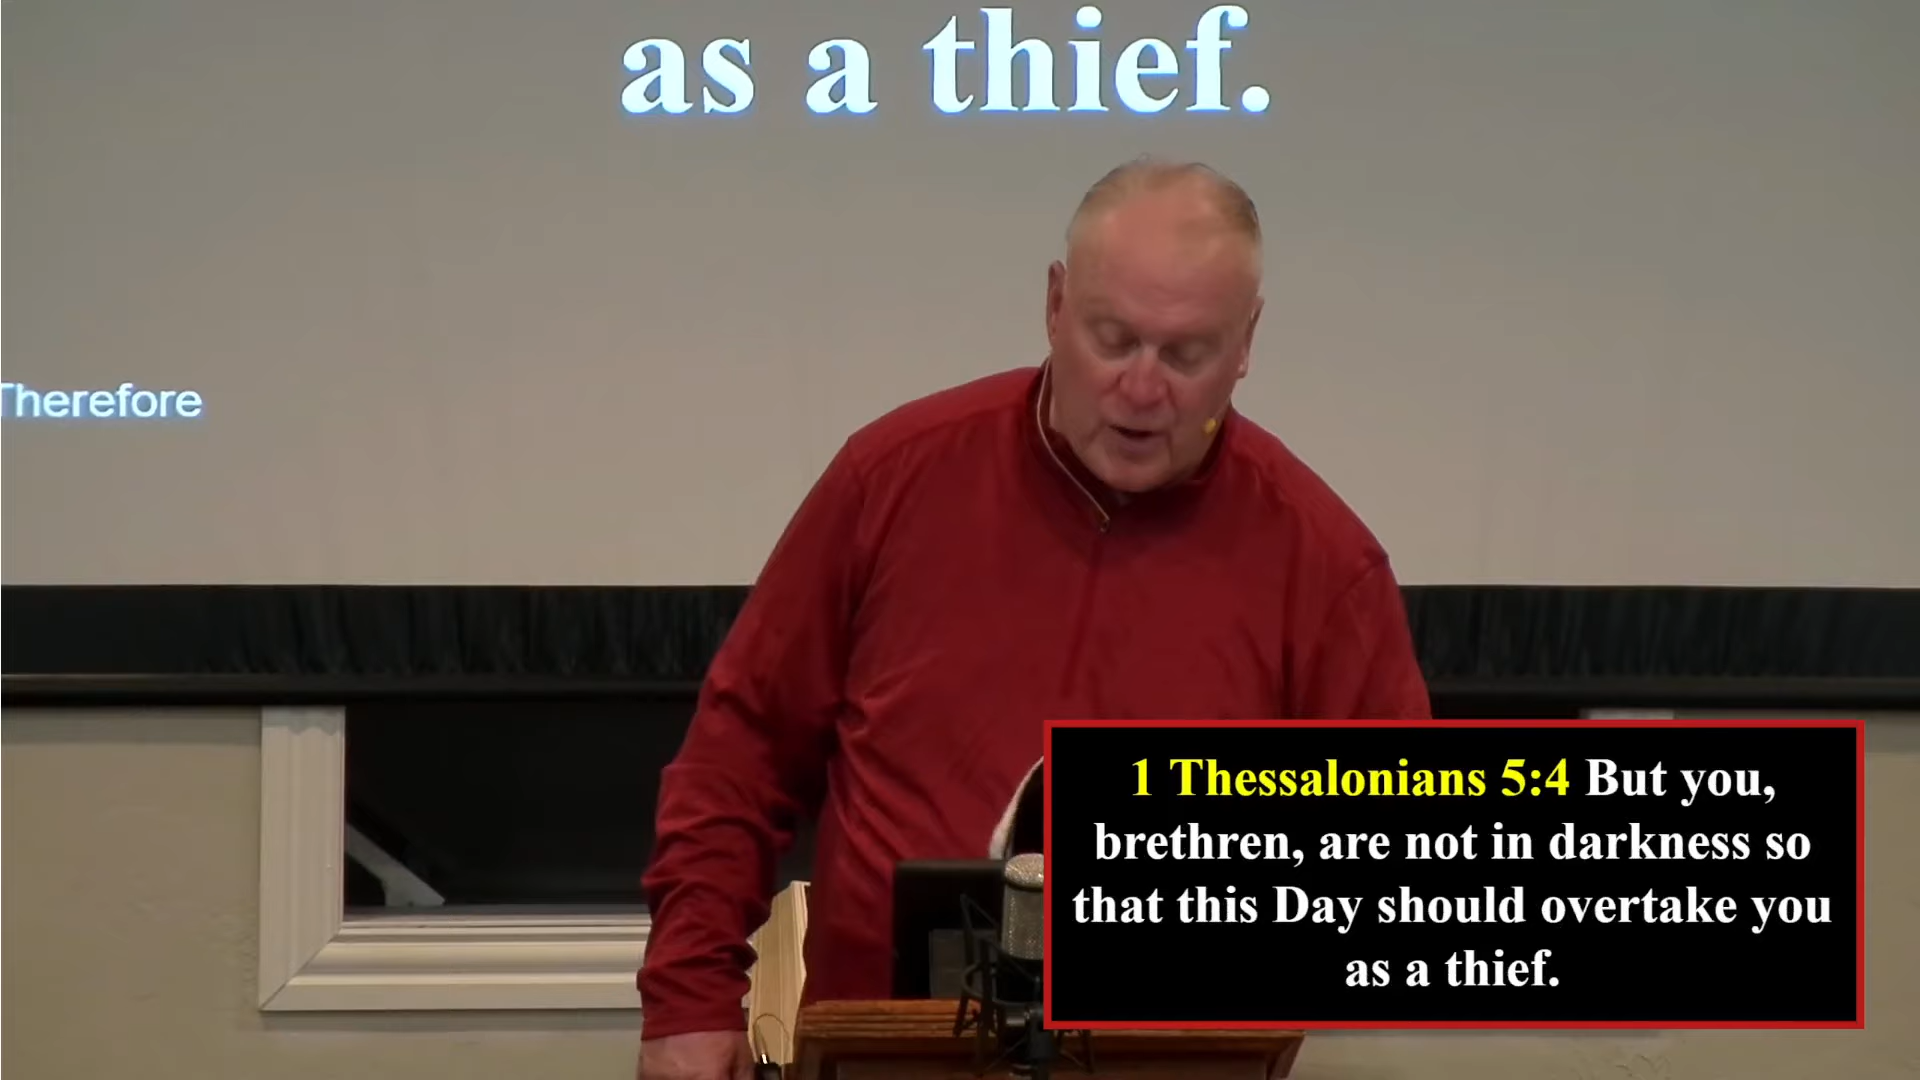 as a thief.
Therefore
1 Thessalonians 5:4 But you,
brethren, are not in darkness so
that this Day should overtake you
as a thief.